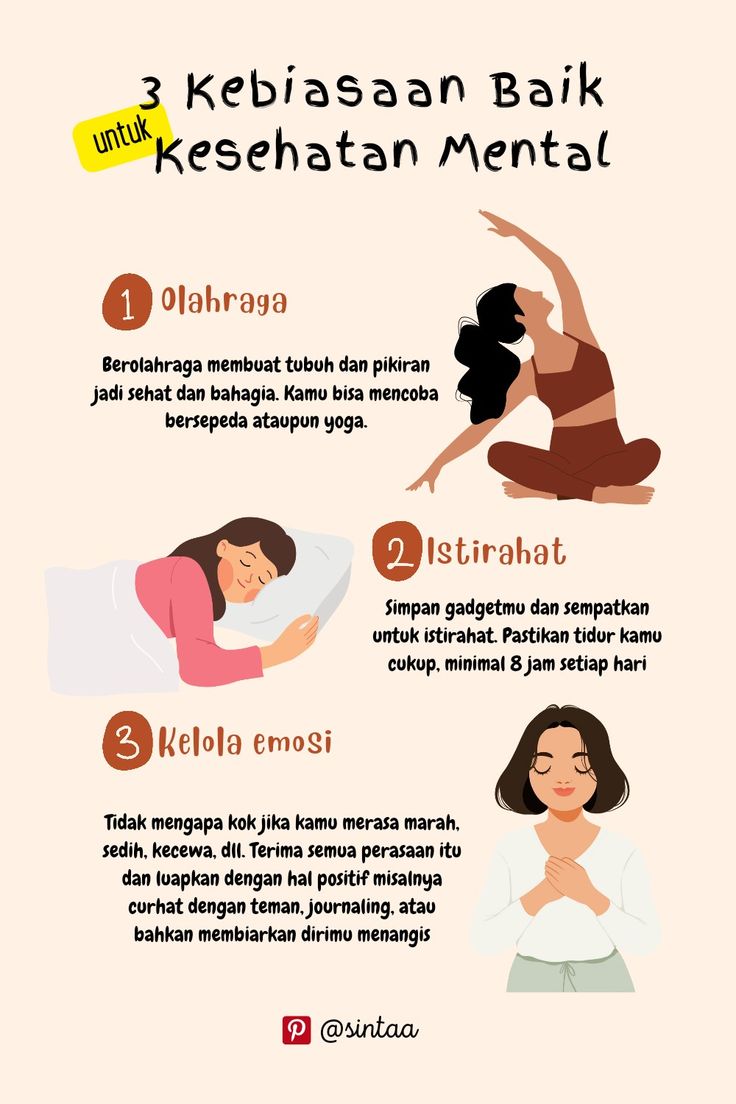 3 Kebiasaan Baik
untuk Kesehatan Mental
1 Olahraga
Berolahraga membuat tubuh dan pikiran
jadi sehat dan bahagia. Kamu bisa mencoba
bersepeda ataupun yoga.
2 Istirahat
Simpan gadgetmu dan sempatkan
untuk istirahat. Pastikan tidur kamu
cukup, minimal 8 jam setiap hari
3 Kelola emosi
Tidak mengapa kok jika kamu merasa marah,
sedih, kecewa, dll. Terima semua perasaan itu
dan luapkan dengan hal positif misalnya
curhat dengan teman, journaling, atau
bahkan membiarkan dirimu menangis
@sintaa